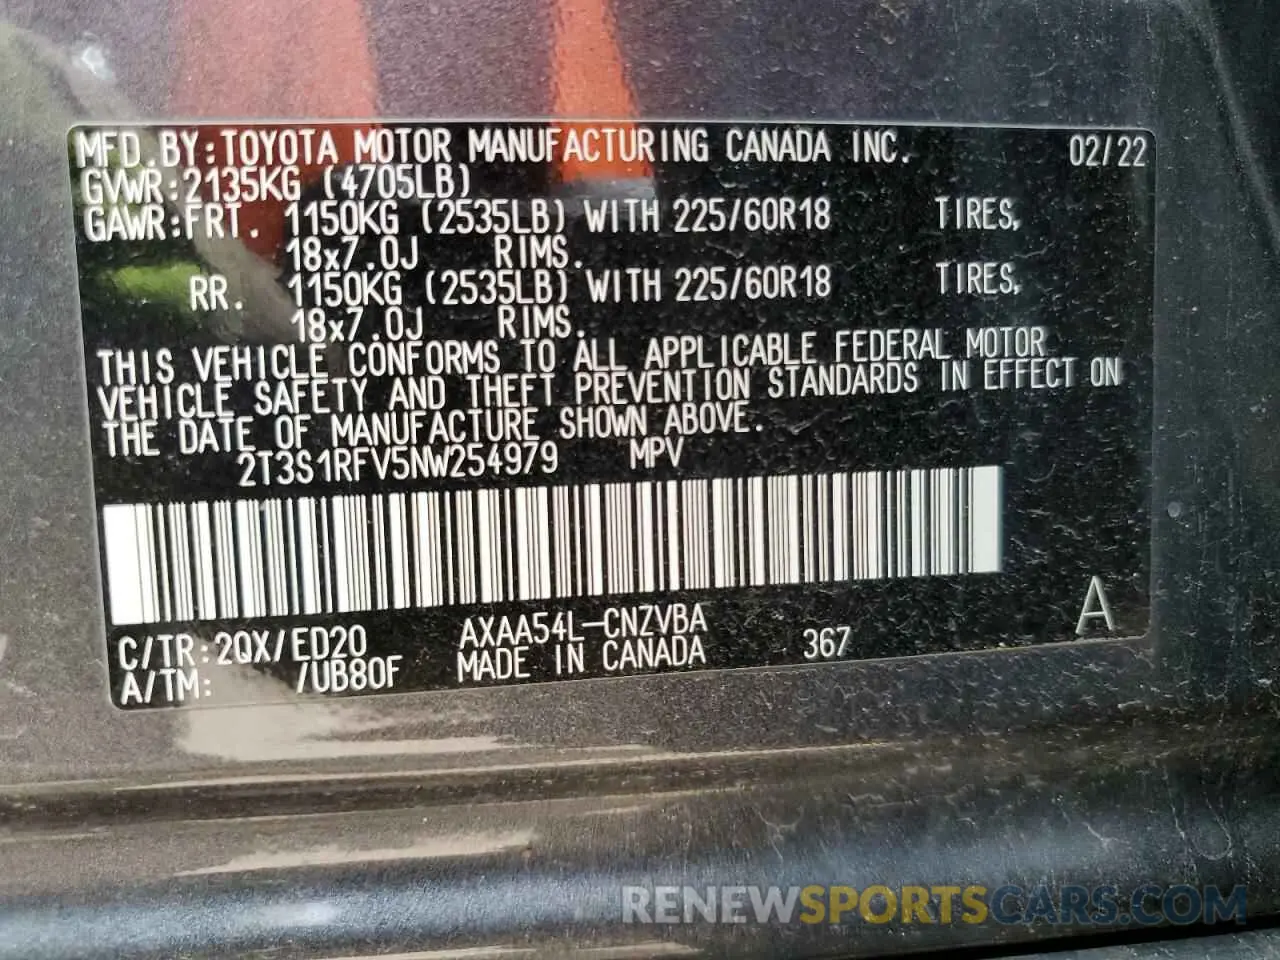 MFD.BY:TOYOTA MOTOR MANUFACTURING CANADA INC. 02/22
GVWR:2135KG (4705LB)
GAWR:FRT. 1150KG (2535LB) WITH 225/60R18 TIRES,
18x7.0J RIMS.
RR. 1150KG (2535LB) WITH 225/60R18 TIRES,
18x7.0J RIMS.
THIS VEHICLE CONFORMS TO ALL APPLICABLE FEDERAL MOTOR
VEHICLE SAFETY AND THEFT PREVENTION STANDARDS IN EFFECT ON
THE DATE OF MANUFACTURE SHOWN ABOVE.
2T3S1RFV5NW254979 MPV
C/TR:2QX/ED20 AXAA54L-CNZVBA 367 A
A/TM: /UB80F MADE IN CANADA
RENEWSPORTSCARS.COM